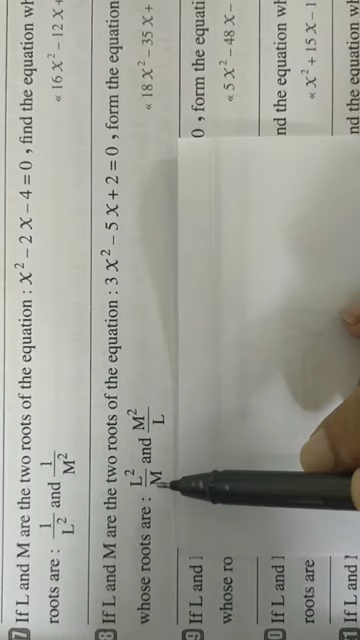 7 If L and M are the two roots of the equation : X² – 2 X – 4 = 0 , find the equation wh
roots are : 1/L² and 1/M² « 16 X² – 12 X +
8 If L and M are the two roots of the equation : 3 X² – 5 X + 2 = 0 , form the equation
whose roots are : L²/M and M²/L « 18 X² – 35 X +
9 If L and 0 , form the equati
whose ro « 5 X² – 48 X –
0 If L and nd the equation wh
roots are « X² + 15 X – 1
If L and nd the equation wh